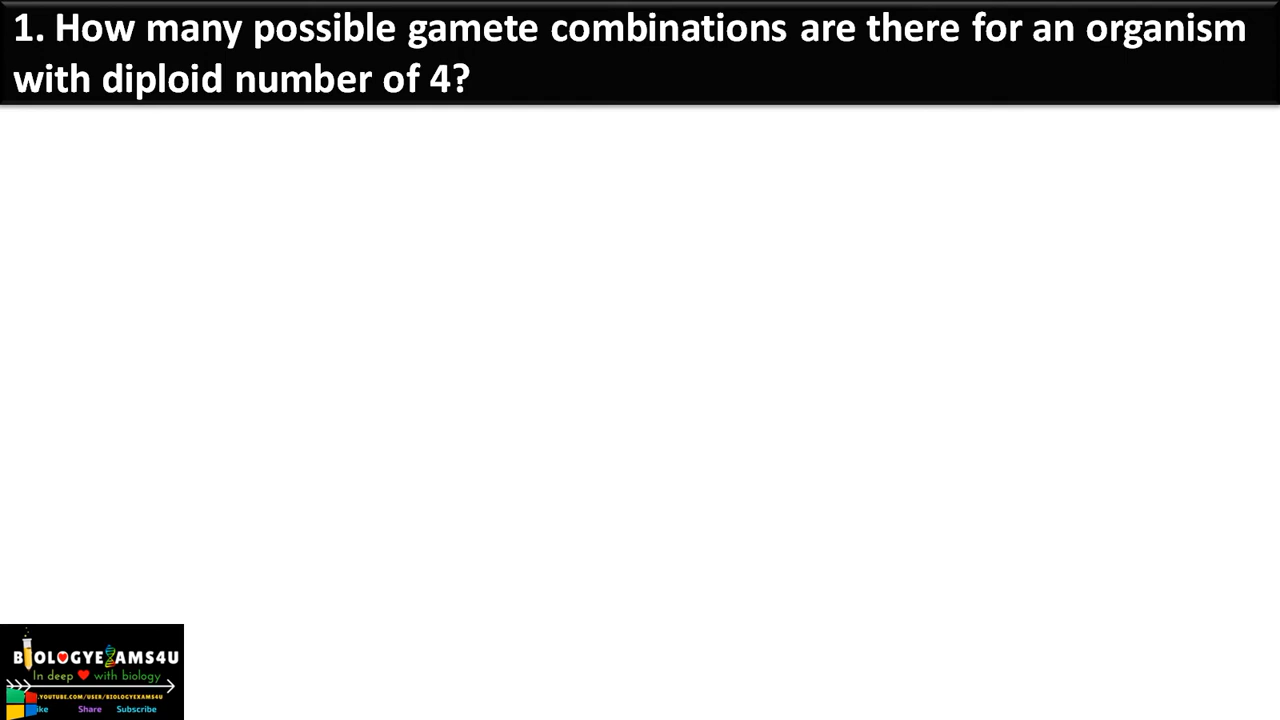 1. How many possible gamete combinations are there for an organism
with diploid number of 4?
BIOLOGYEXAMS4U
In deep with biology
.YOUTUBE.COM/USER/BIOLOGYEXAMS4U
Share Subscribe